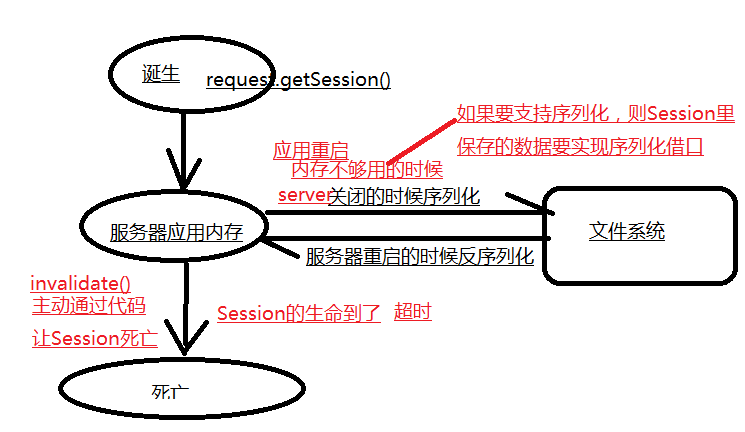 诞生
request.getSession()
如果要支持序列化，则Session里
保存的数据要实现序列化借口
应用重启
内存不够用的时候
server关闭的时候序列化
服务器应用内存
文件系统
服务器重启的时候反序列化
invalidate()
主动通过代码
让Session死亡
Session的生命到了 超时
死亡